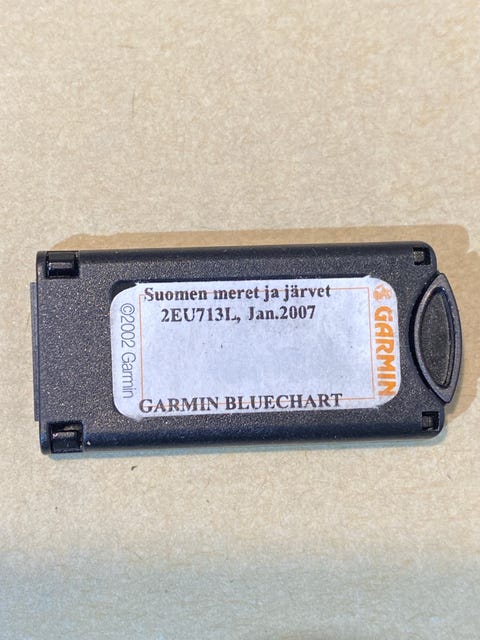 Suomen meret ja järvet
2EU713L, Jan.2007
GARMIN BLUECHART
©2002 Garmin
GARMIN